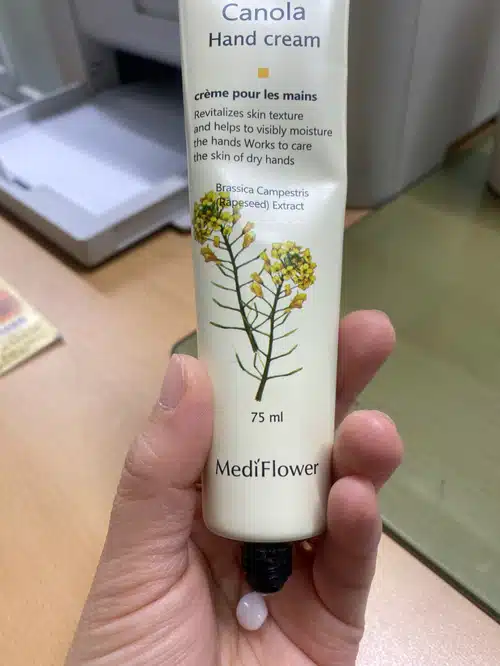 Canola
Hand cream
crème pour les mains
Revitalizes skin texture
and helps to visibly moisture
the hands Works to care
the skin of dry hands
Brassica Campestris
(Rapeseed) Extract
75 ml
MediFlower